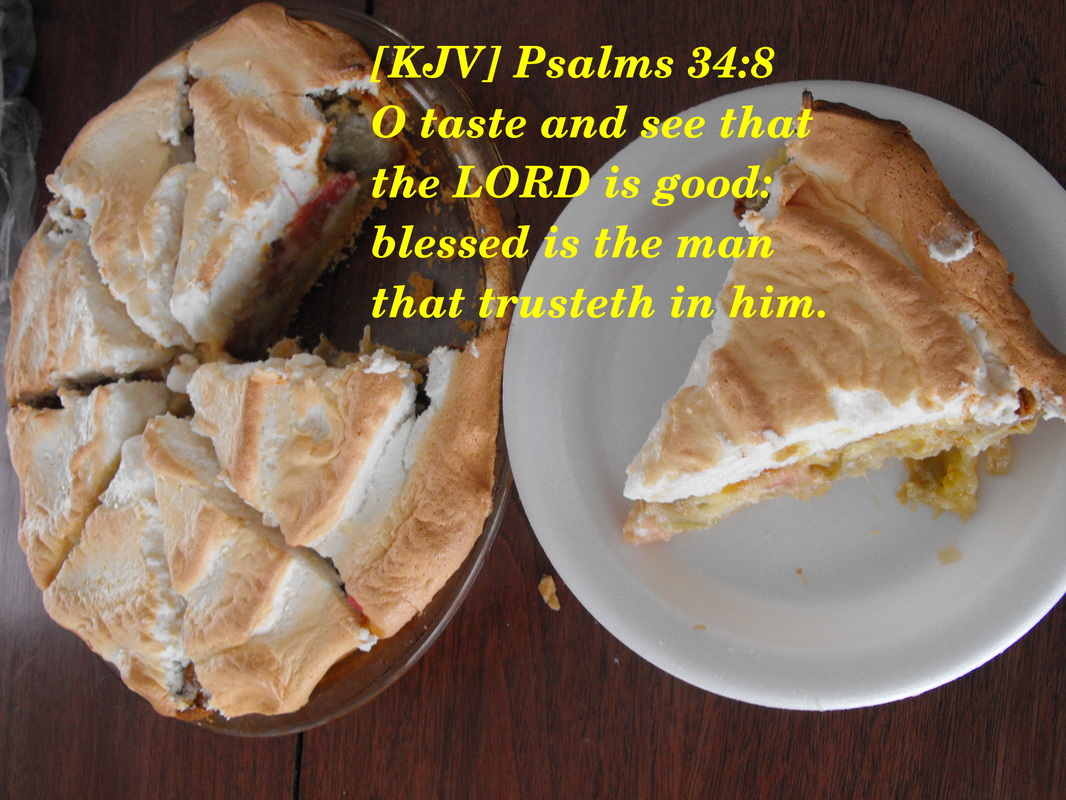 [KJV] Psalms 34:8
O taste and see that
the LORD is good:
blessed is the man
that trusteth in him.